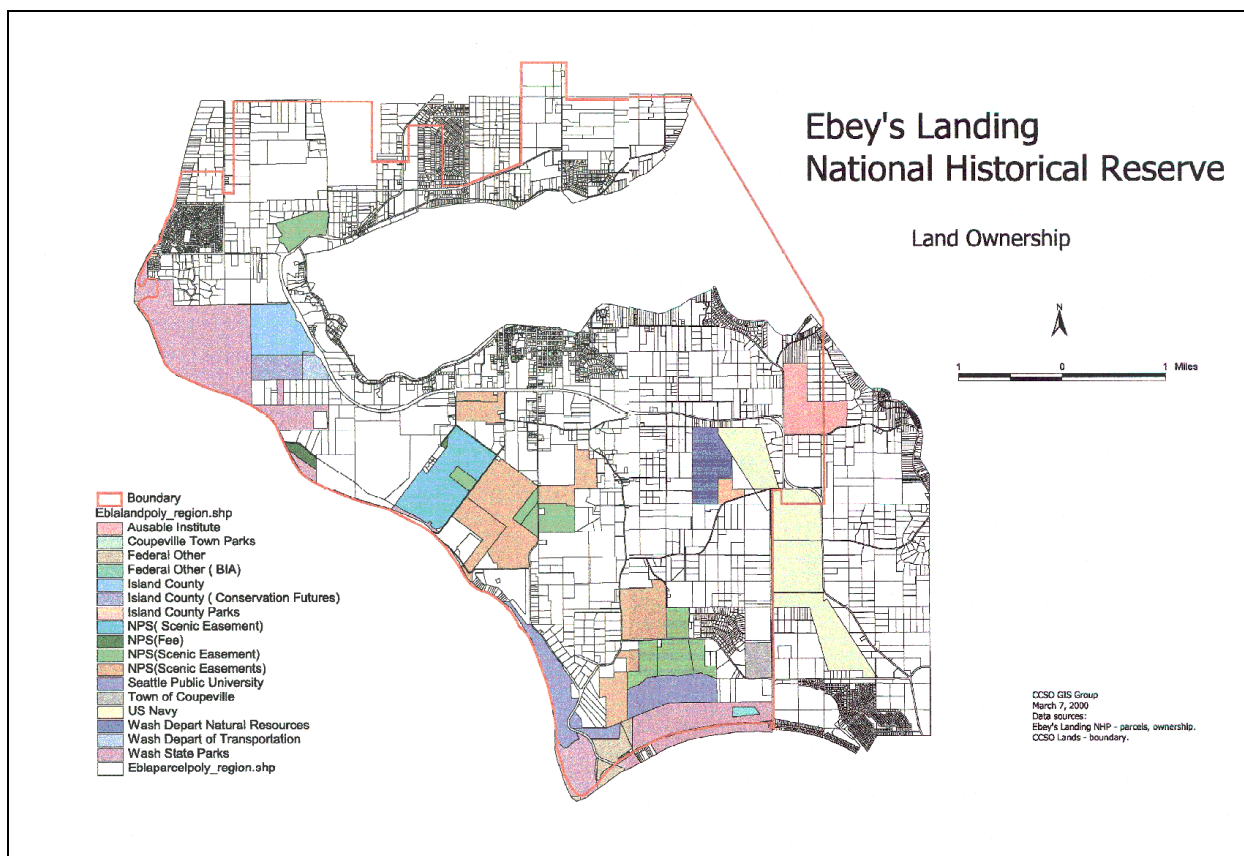 Ebey's Landing
National Historical Reserve
Land Ownership
N
1 0 1 Miles
Boundary
Eblalandpoly_region.shp
Ausable Institute
Coupeville Town Parks
Federal Other
Federal Other ( BIA)
Island County
Island County ( Conservation Futures)
Island County Parks
NPS( Scenic Easement)
NPS(Fee)
NPS(Scenic Easement)
NPS(Scenic Easements)
Seattle Public University
Town of Coupeville
US Navy
Wash Depart Natural Resources
Wash Depart of Transportation
Wash State Parks
Eblaparcelpoly_region.shp
CCSO GIS Group
March 7, 2000
Data sources:
Ebey's Landing NHP - parcels, ownership.
CCSO Lands - boundary.